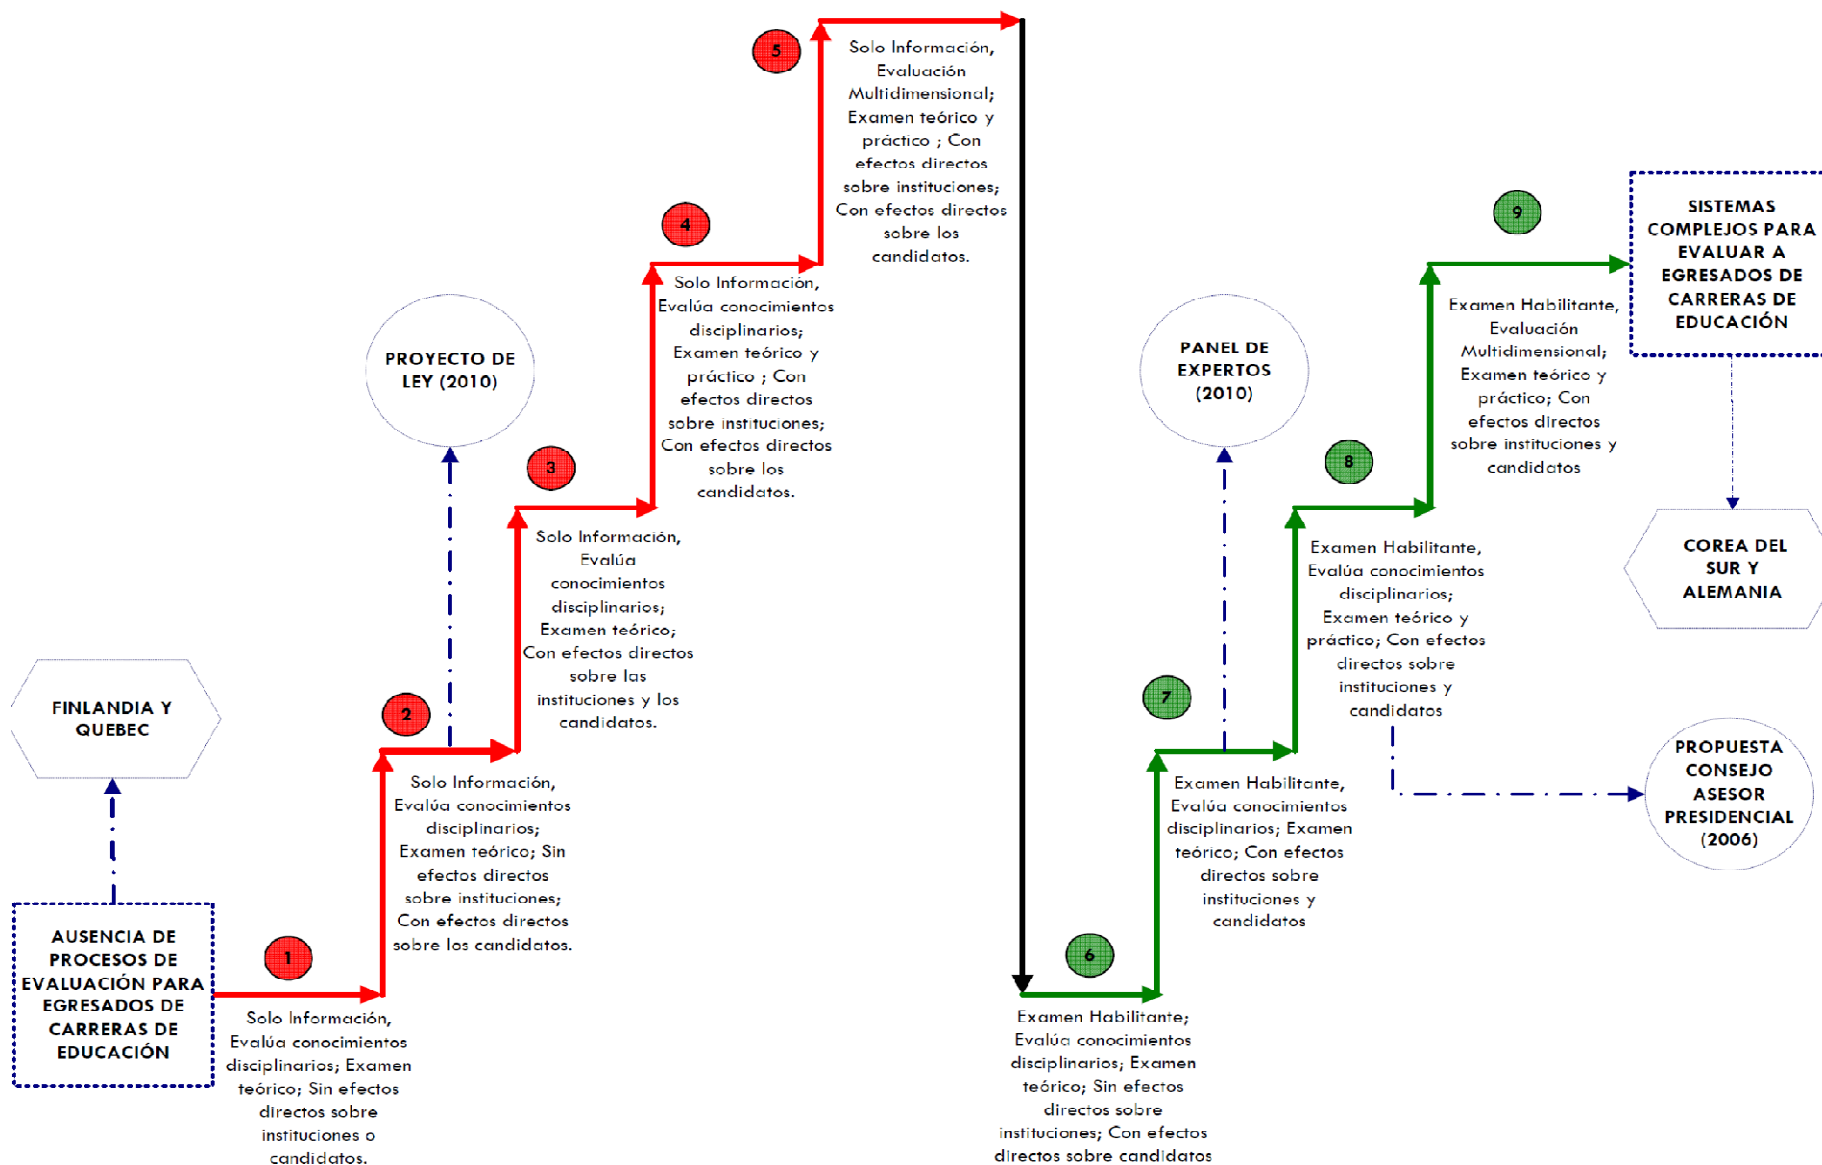 FINLANDIA Y
QUEBEC
AUSENCIA DE
PROCESOS DE
EVALUACIÓN PARA
EGRESADOS DE
CARRERAS DE
EDUCACIÓN
1
Solo Información,
Evalúa conocimientos
disciplinarios; Examen
teórico; Sin efectos
directos sobre
instituciones o
candidatos.
2
Solo Información,
Evalúa conocimientos
disciplinarios;
Examen teórico; Sin
efectos directos
sobre instituciones;
Con efectos directos
sobre los candidatos.
PROYECTO DE
LEY (2010)
3
Solo Información,
Evalúa
conocimientos
disciplinarios;
Examen teórico;
Con efectos directos
sobre las
instituciones y los
candidatos.
4
Solo Información,
Evalúa conocimientos
disciplinarios;
Examen teórico y
práctico ; Con
efectos directos
sobre instituciones;
Con efectos directos
sobre los
candidatos.
5
Solo Información,
Evaluación
Multidimensional;
Examen teórico y
práctico ; Con
efectos directos
sobre instituciones;
Con efectos directos
sobre los
candidatos.
6
Examen Habilitante;
Evalúa conocimientos
disciplinarios; Examen
teórico; Sin efectos
directos sobre
instituciones; Con efectos
directos sobre candidatos
7
Examen Habilitante,
Evalúa conocimientos
disciplinarios; Examen
teórico; Con efectos
directos sobre
instituciones y
candidatos
PANEL DE
EXPERTOS
(2010)
8
Examen Habilitante,
Evalúa conocimientos
disciplinarios;
Examen teórico y
práctico; Con efectos
directos sobre
instituciones y
candidatos
PROPUESTA
CONSEJO
ASESOR
PRESIDENCIAL
(2006)
9
Examen Habilitante,
Evaluación
Multidimensional;
Examen teórico y
práctico; Con
efectos directos
sobre instituciones y
candidatos
SISTEMAS
COMPLEJOS PARA
EVALUAR A
EGRESADOS DE
CARRERAS DE
EDUCACIÓN
COREA DEL
SUR Y
ALEMANIA